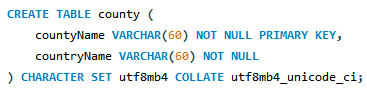 CREATE TABLE county (
    countyName VARCHAR(60) NOT NULL PRIMARY KEY,
    countryName VARCHAR(60) NOT NULL
) CHARACTER SET utf8mb4 COLLATE utf8mb4_unicode_ci;